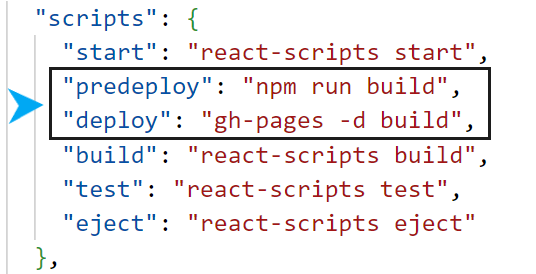 "scripts": {
"start": "react-scripts start",
"predeploy": "npm run build",
"deploy": "gh-pages -d build",
"build": "react-scripts build",
"test": "react-scripts test",
"eject": "react-scripts eject"
},